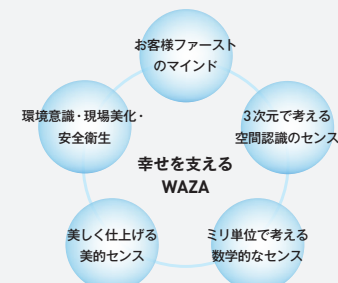 お客様ファースト
のマインド
3次元で考える
空間認識のセンス
ミリ単位で考える
数学的なセンス
美しく仕上げる
美的センス
環境意識・現場美化・
安全衛生
幸せを支える
WAZA